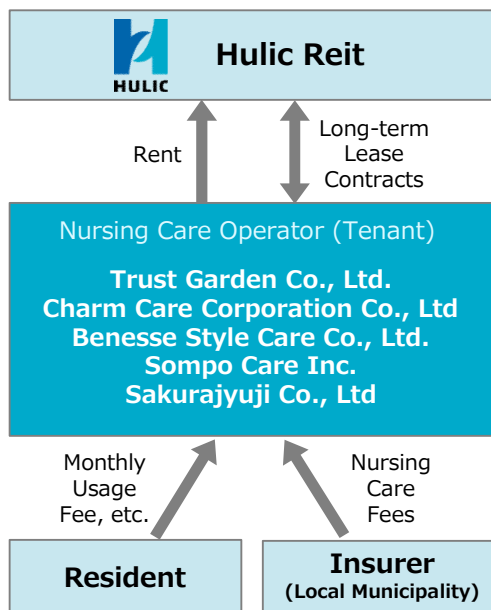 HULIC
Hulic Reit
Rent
Long-term
Lease
Contracts
Nursing Care Operator (Tenant)
Trust Garden Co., Ltd.
Charm Care Corporation Co., Ltd
Benesse Style Care Co., Ltd.
Sompo Care Inc.
Sakurajyuji Co., Ltd
Monthly
Usage
Fee, etc.
Nursing
Care
Fees
Resident
Insurer
(Local Municipality)